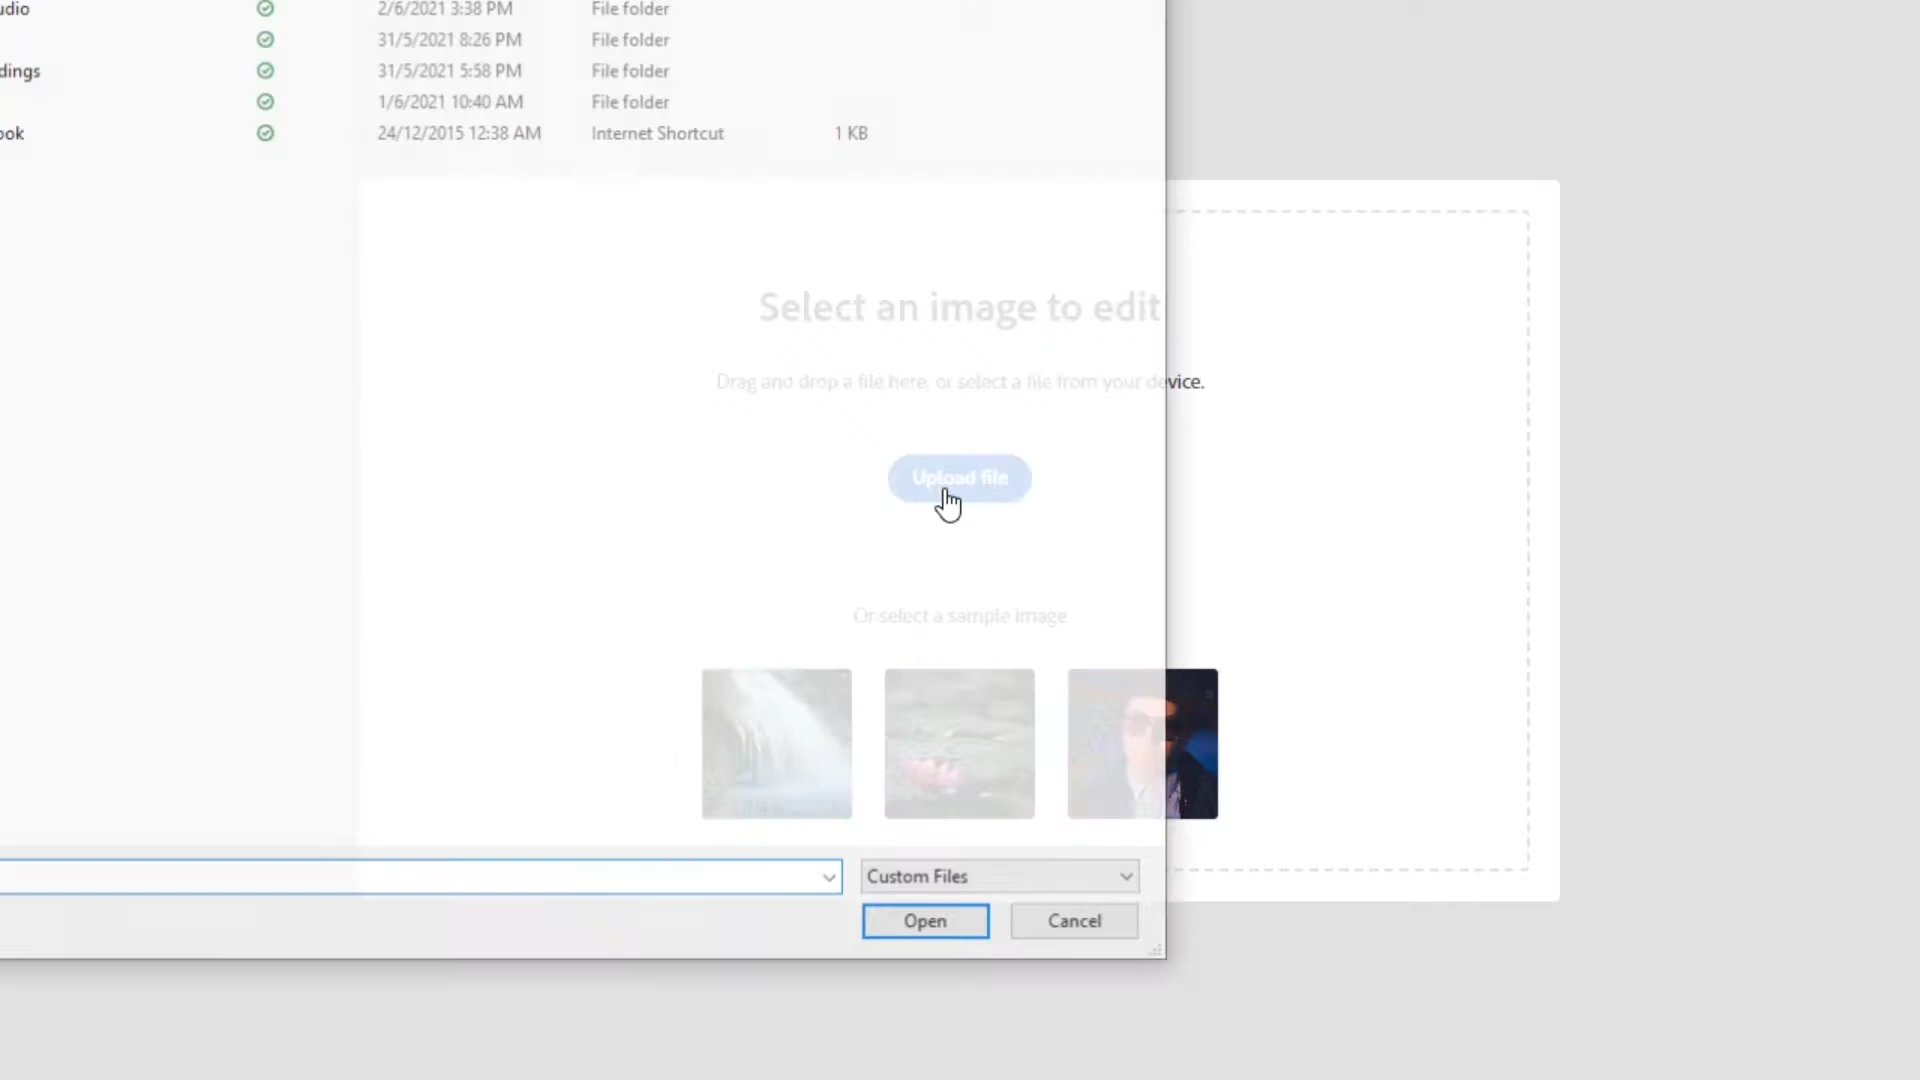 udio 2/6/2021 3:38 PM File folder
31/5/2021 8:26 PM File folder
dings 31/5/2021 5:58 PM File folder
1/6/2021 10:40 AM File folder
ook 24/12/2015 12:38 AM Internet Shortcut 1 KB
Select an image to edit
Drag and drop a file here, or select a file from your device.
Upload file
Or select a sample image
Custom Files
Open Cancel